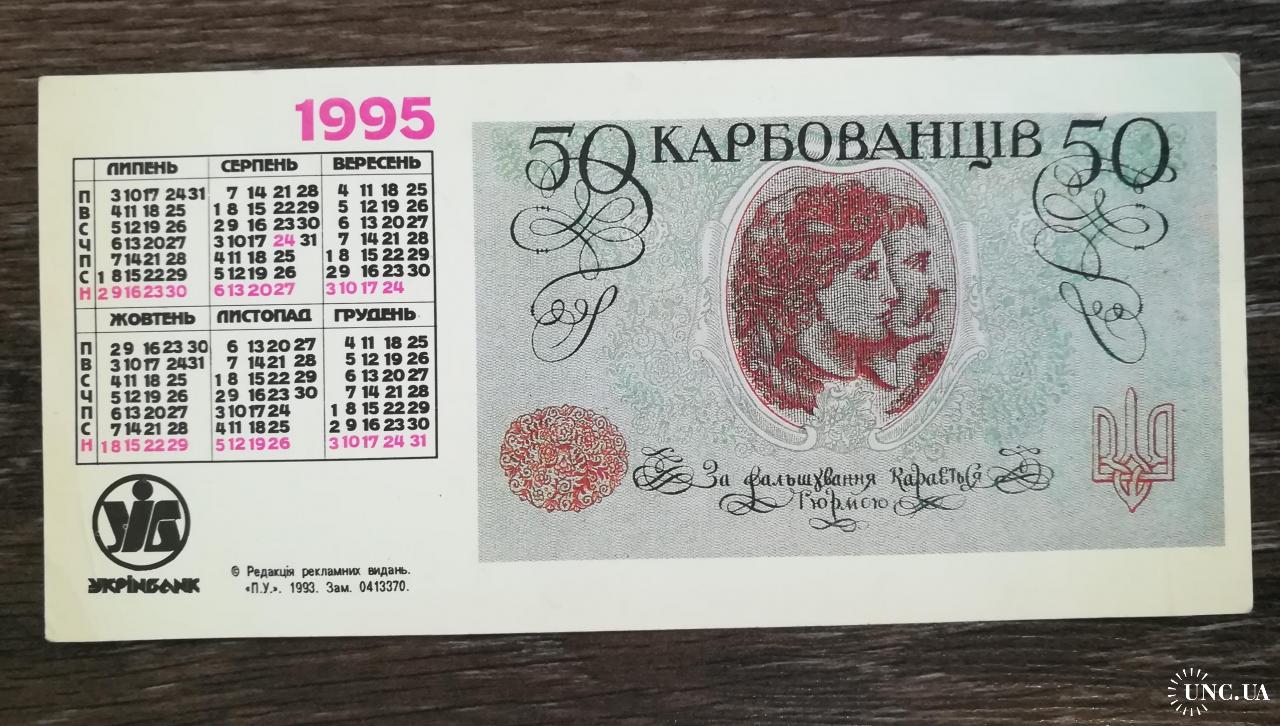 1995
ЛИПЕНЬ СЕРПЕНЬ ВЕРЕСЕНЬ
П 3 10 17 24 31 7 14 21 28 4 11 18 25
В 4 11 18 25 1 8 15 22 29 5 12 19 26
С 5 12 19 26 2 9 16 23 30 6 13 20 27
Ч 6 13 20 27 3 10 17 24 31 7 14 21 28
П 7 14 21 28 4 11 18 25 1 8 15 22 29
С 1 8 15 22 29 5 12 19 26 2 9 16 23 30
Н 2 9 16 23 30 6 13 20 27 3 10 17 24
ЖОВТЕНЬ ЛИСТОПАД ГРУДЕНЬ
П 2 9 16 23 30 6 13 20 27 4 11 18 25
В 3 10 17 24 31 7 14 21 28 5 12 19 26
С 4 11 18 25 1 8 15 22 29 6 13 20 27
Ч 5 12 19 26 2 9 16 23 30 7 14 21 28
П 6 13 20 27 3 10 17 24 1 8 15 22 29
С 7 14 21 28 4 11 18 25 2 9 16 23 30
Н 1 8 15 22 29 5 12 19 26 3 10 17 24 31
УІБ
УКРІНБАНК
© Редакція рекламних видань.
«П.У.». 1993. Зам. 0413370.
50 КАРБОВАНЦІВ 50
За фальшування Карається
Тюрмою
UNC.UA